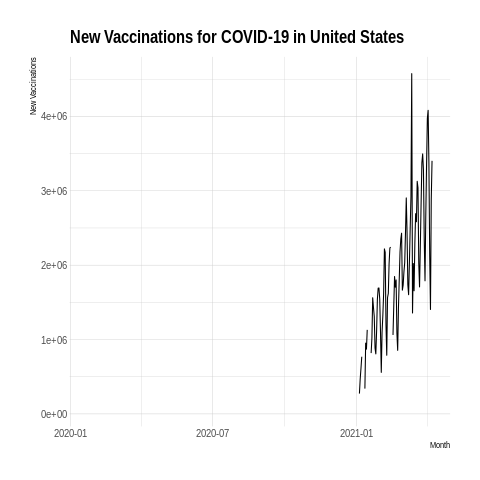 New Vaccinations for COVID-19 in United States
New Vaccinations
4e+06
3e+06
2e+06
1e+06
0e+00
2020-01 2020-07 2021-01
Month